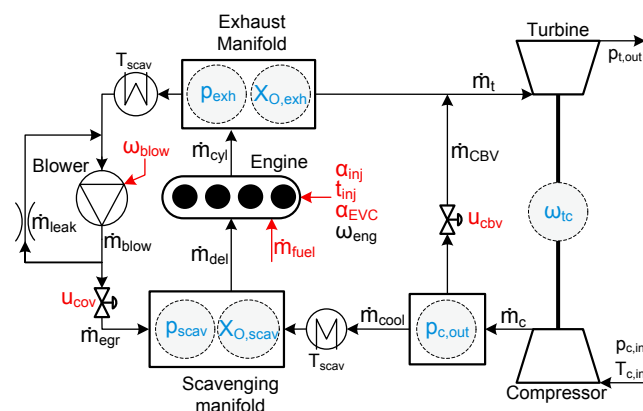 Exhaust
Manifold
Turbine
T_scav
p_t,out
p_exh
X_O,exh
ṁ_t
ω_blow
ṁ_cyl
ṁ_CBV
Blower
Engine
α_inj
t_inj
α_EVC
ω_eng
ω_tc
ṁ_leak
ṁ_blow
u_cbv
ṁ_del
ṁ_fuel
u_cov
ṁ_egr
p_scav
X_O,scav
ṁ_cool
p_c,out
ṁ_c
T_scav
p_c,in
T_c,in
Scavenging
manifold
Compressor